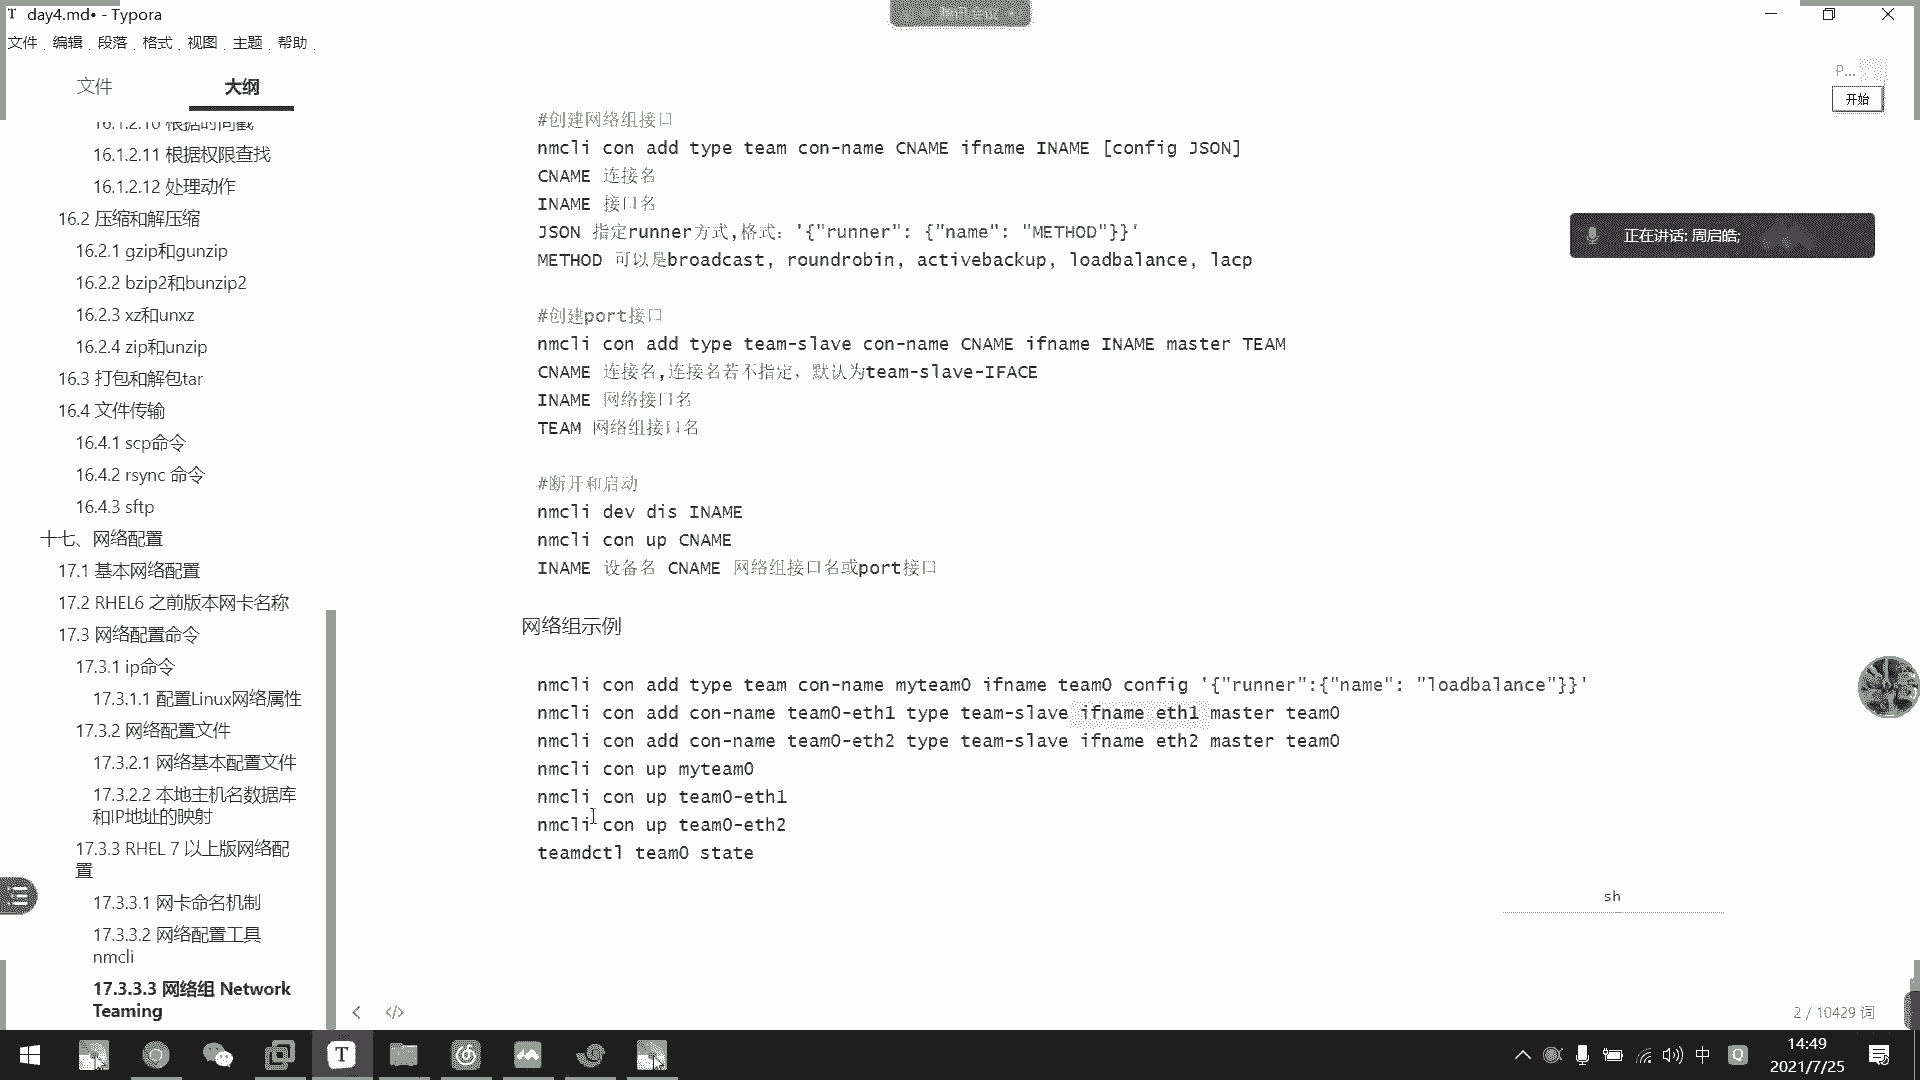 day4.md• - Typora
文件 编辑 段落 格式 视图 主题 帮助
文件 大纲
16.1.2.10 根据时间戳
16.1.2.11 根据权限查找
16.1.2.12 处理动作
16.2 压缩和解压缩
16.2.1 gzip和gunzip
16.2.2 bzip2和bunzip2
16.2.3 xz和unxz
16.2.4 zip和unzip
16.3 打包和解包tar
16.4 文件传输
16.4.1 scp命令
16.4.2 rsync 命令
16.4.3 sftp
十七、网络配置
17.1 基本网络配置
17.2 RHEL6 之前版本网卡名称
17.3 网络配置命令
17.3.1 ip命令
17.3.1.1 配置Linux网络属性
17.3.2 网络配置文件
17.3.2.1 网络基本配置文件
17.3.2.2 本地主机名数据库
和IP地址的映射
17.3.3 RHEL 7 以上版网络配
置
17.3.3.1 网卡命名机制
17.3.3.2 网络配置工具
nmcli
17.3.3.3 网络组 Network
Teaming
#创建网络组接口
nmcli con add type team con-name CNAME ifname INAME [config JSON]
CNAME 连接名
INAME 接口名
JSON 指定runner方式,格式：'{"runner": {"name": "METHOD"}}'
METHOD 可以是broadcast, roundrobin, activebackup, loadbalance, lacp
#创建port接口
nmcli con add type team-slave con-name CNAME ifname INAME master TEAM
CNAME 连接名,连接名若不指定，默认为team-slave-IFACE
INAME 网络接口名
TEAM 网络组接口名
#断开和启动
nmcli dev dis INAME
nmcli con up CNAME
INAME 设备名 CNAME 网络组接口名或port接口
网络组示例
nmcli con add type team con-name myteam0 ifname team0 config '{"runner":{"name": "loadbalance"}}'
nmcli con add con-name team0-eth1 type team-slave ifname eth1 master team0
nmcli con add con-name team0-eth2 type team-slave ifname eth2 master team0
nmcli con up myteam0
nmcli con up team0-eth1
nmcli con up team0-eth2
teamdctl team0 state
sh
P...
开始
正在讲话: 周启皓;
2 / 10429 词
中
14:49
2021/7/25